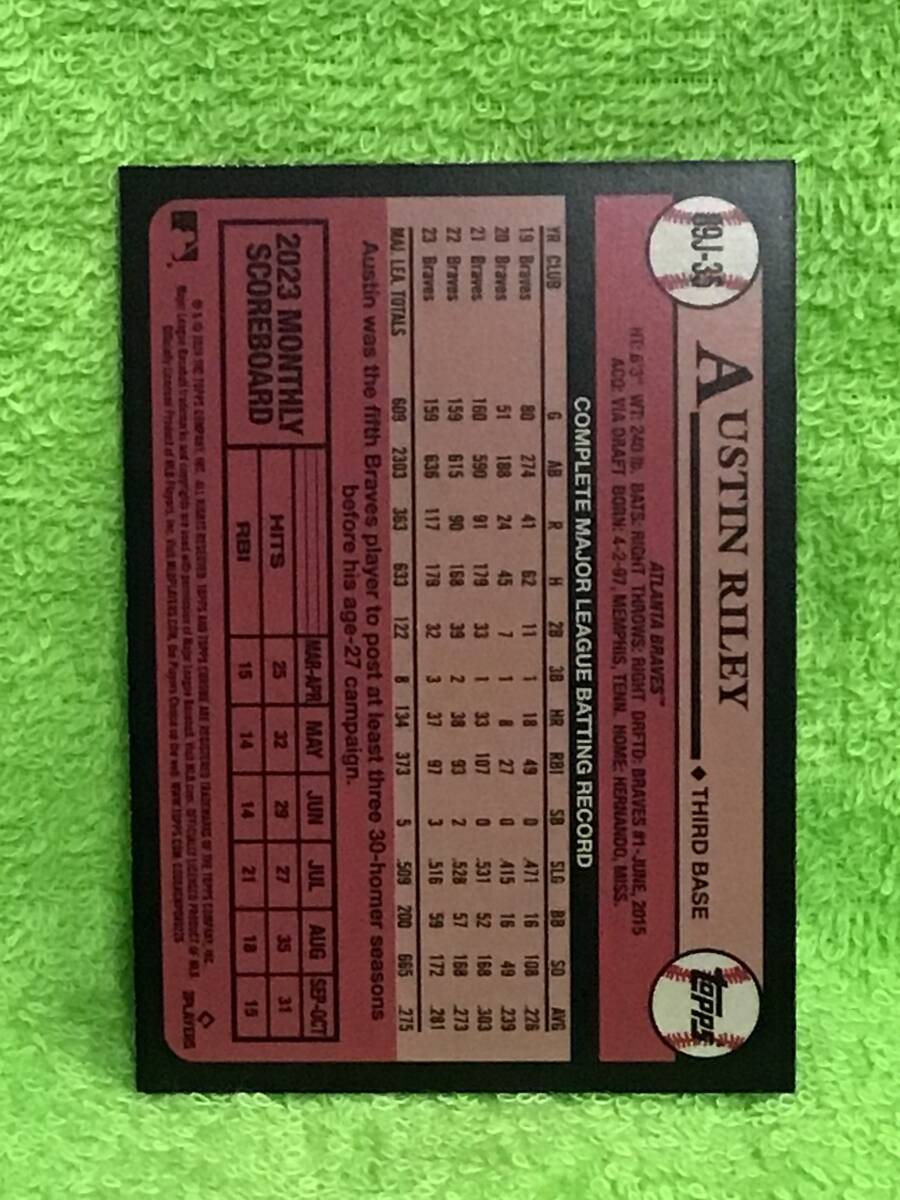 AUSTIN RILEY ♦ THIRD BASE
Topps
ATLANTA BRAVES™
HT: 6'3" WT: 240 lb. BATS: RIGHT THROWS: RIGHT DRFTD: BRAVES #1-JUNE, 2015
ACQ: VIA DRAFT BORN: 4-2-97, MEMPHIS, TENN. HOME: HERNANDO, MISS.
COMPLETE MAJOR LEAGUE BATTING RECORD
YR CLUB G AB R H 2B 3B HR RBI SB SLG BB SO AVG
19 Braves 80 274 41 62 11 1 18 49 0 .471 16 108 .226
20 Braves 51 188 24 45 7 1 8 27 0 .415 16 49 .239
21 Braves 160 590 91 179 33 1 33 107 0 .531 52 168 .303
22 Braves 159 615 90 168 39 2 38 93 2 .528 57 168 .273
23 Braves 159 636 117 179 32 3 37 97 3 .516 59 172 .281
MAJ. LEA. TOTALS 609 2303 363 633 122 8 134 373 5 .509 200 665 .275
Austin was the fifth Braves player to post at least three 30-homer seasons
before his age-27 campaign.
2023 MONTHLY
SCOREBOARD
MAR-APR MAY JUN JUL AUG SEP-OCT
HITS 25 32 29 27 35 31
RBI 15 14 14 21 18 15